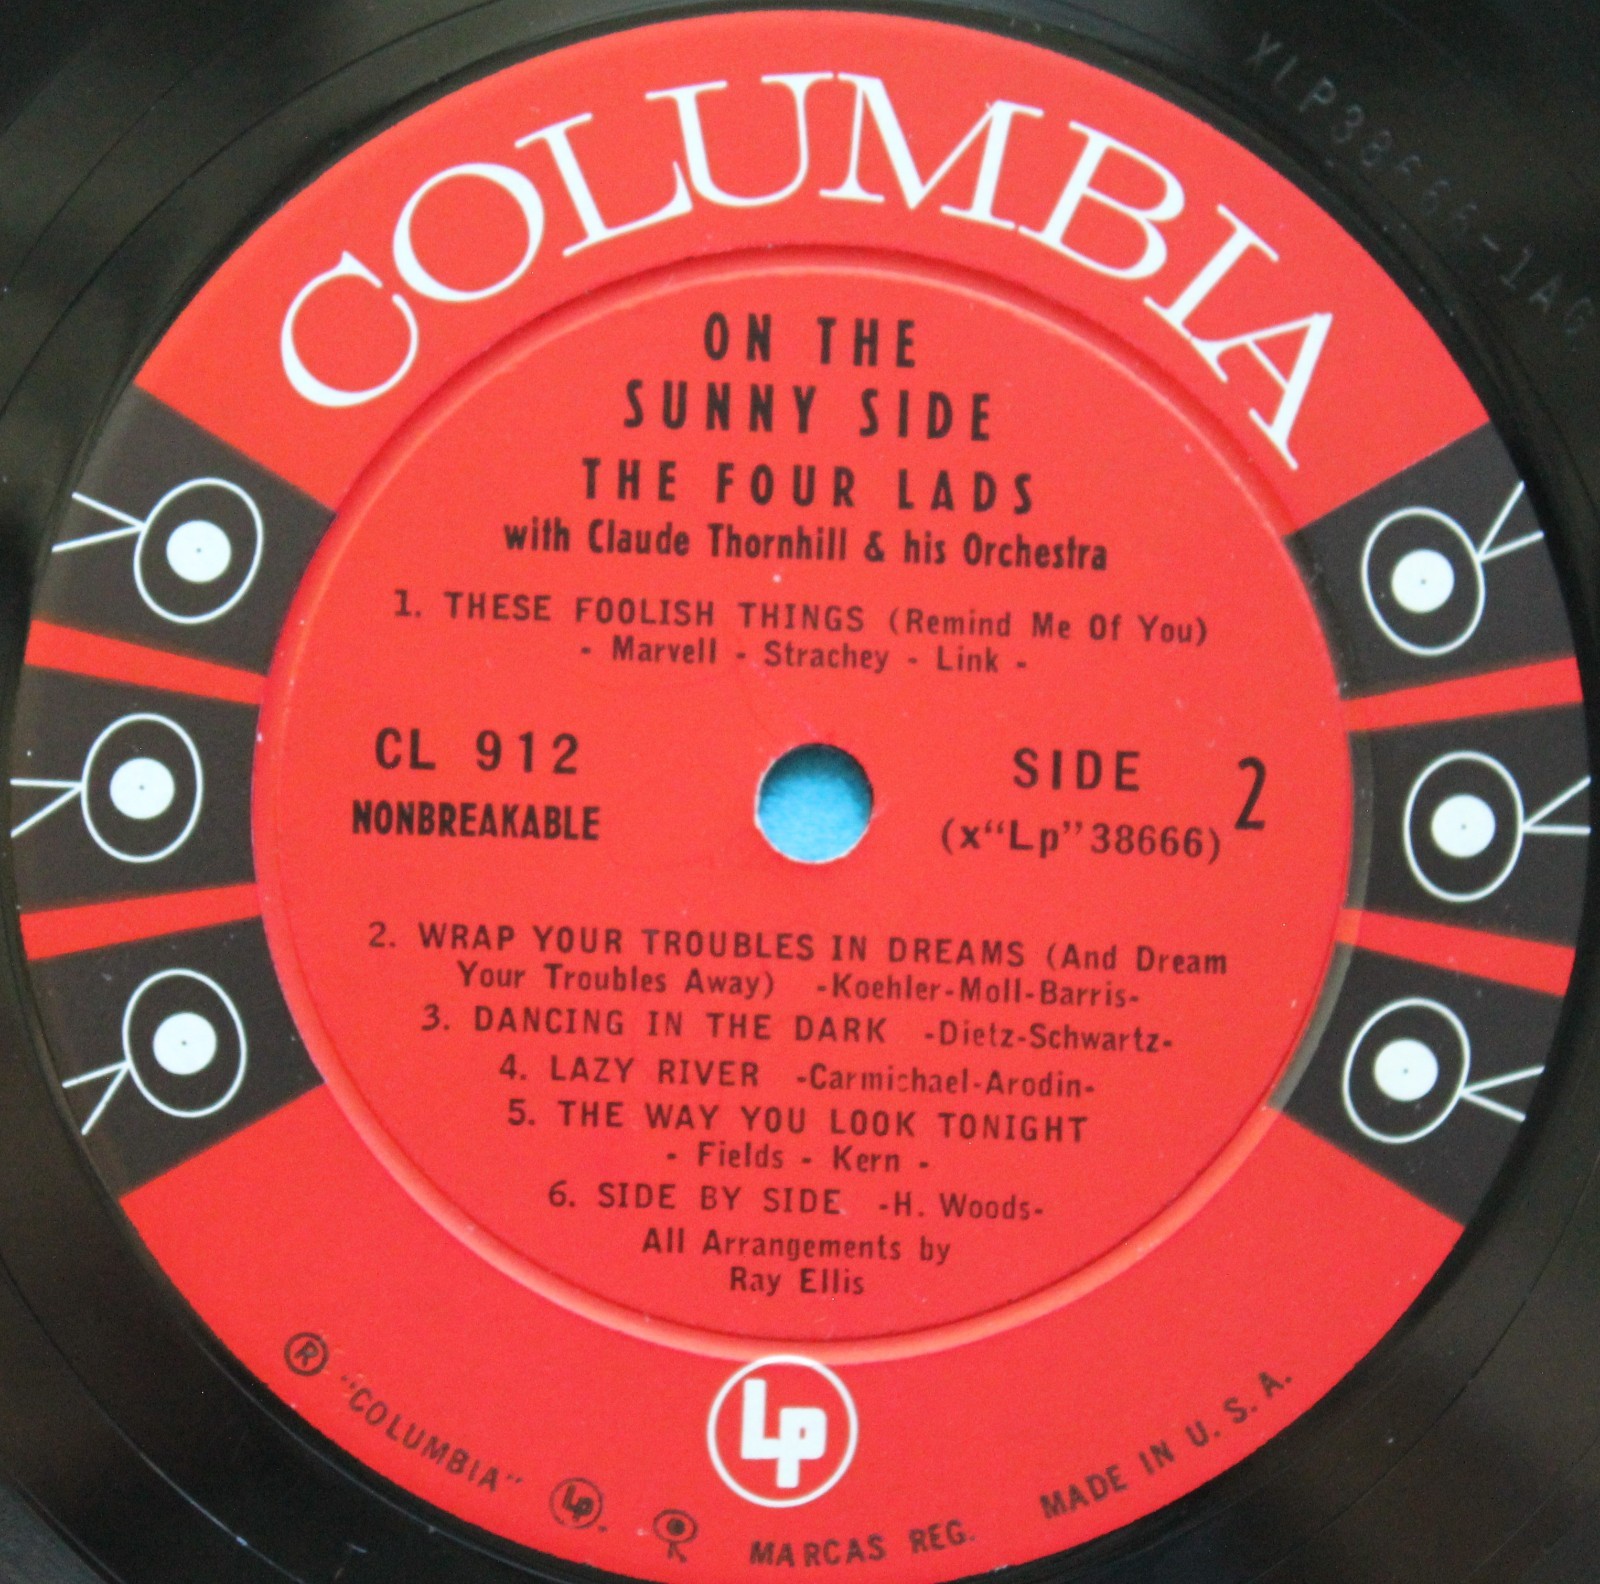 COLUMBIA
ON THE
SUNNY SIDE
THE FOUR LADS
with Claude Thornhill & his Orchestra
1. THESE FOOLISH THINGS (Remind Me Of You)
- Marvell - Strachey - Link -
CL 912
NONBREAKABLE
SIDE 2
(x“Lp”38666)
2. WRAP YOUR TROUBLES IN DREAMS (And Dream
Your Troubles Away) -Koehler-Moll-Barris-
3. DANCING IN THE DARK -Dietz-Schwartz-
4. LAZY RIVER -Carmichael-Arodin-
5. THE WAY YOU LOOK TONIGHT
- Fields - Kern -
6. SIDE BY SIDE -H. Woods-
All Arrangements by
Ray Ellis
Lp
® "COLUMBIA" Lp. MARCAS REG. MADE IN U. S. A.